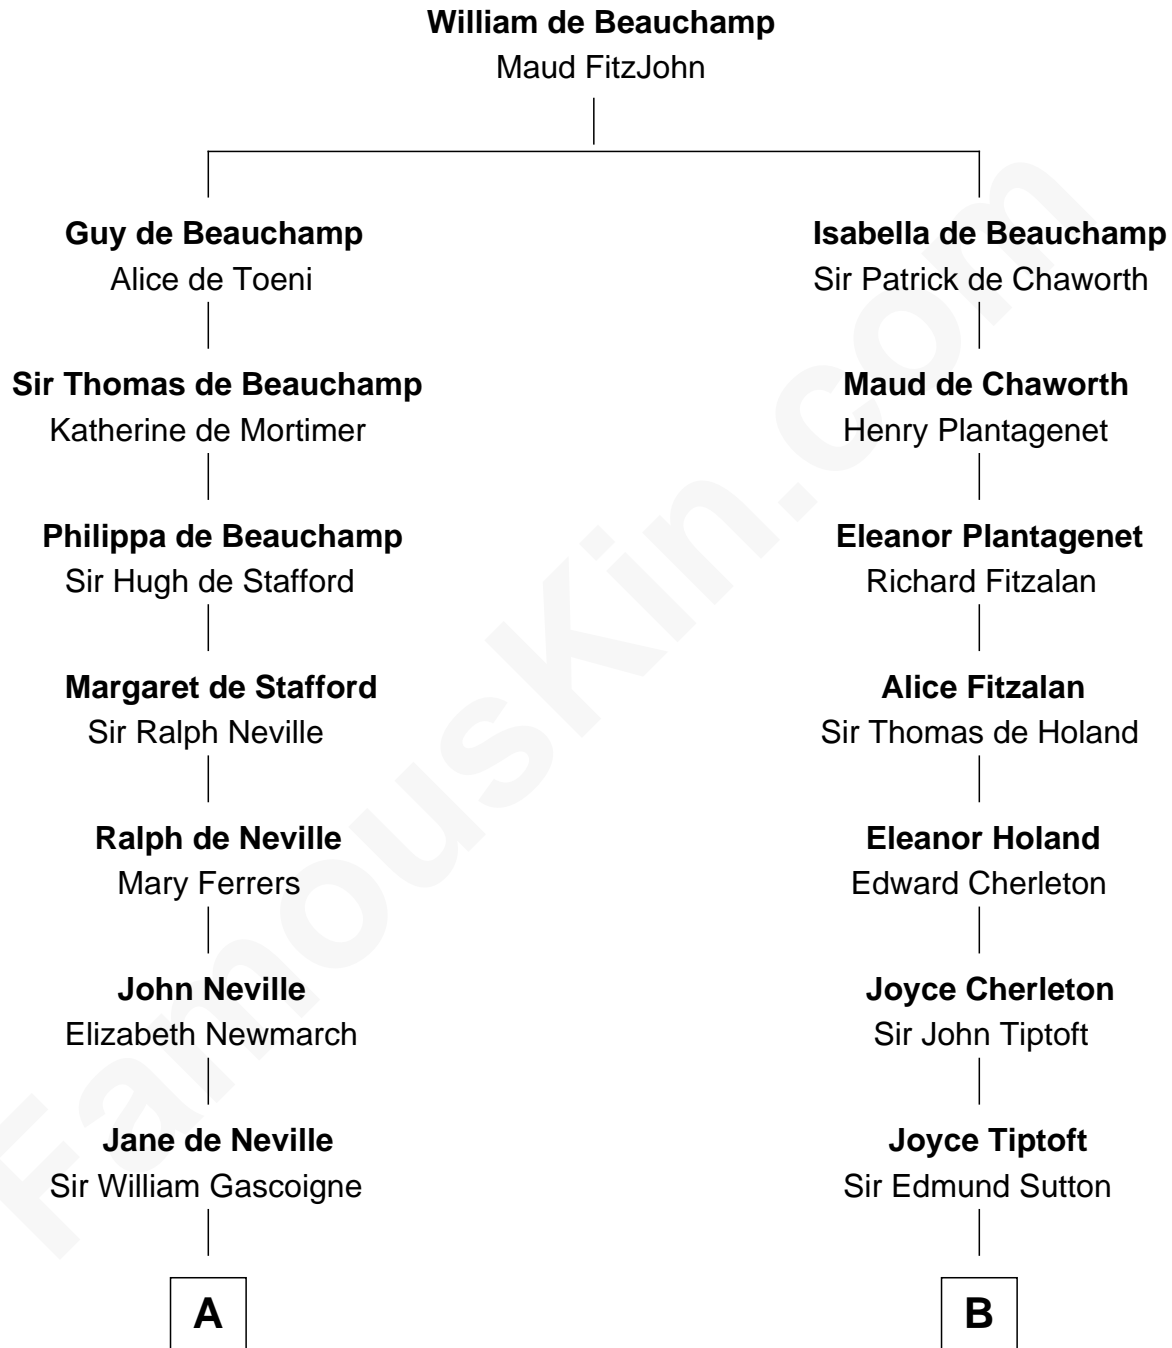 William de Beauchamp
Maud FitzJohn
Guy de Beauchamp
Alice de Toeni
Isabella de Beauchamp
Sir Patrick de Chaworth
Sir Thomas de Beauchamp
Katherine de Mortimer
Maud de Chaworth
Henry Plantagenet
Philippa de Beauchamp
Sir Hugh de Stafford
Eleanor Plantagenet
Richard Fitzalan
Margaret de Stafford
Sir Ralph Neville
Alice Fitzalan
Sir Thomas de Holand
Ralph de Neville
Mary Ferrers
Eleanor Holand
Edward Cherleton
John Neville
Elizabeth Newmarch
Joyce Cherleton
Sir John Tiptoft
Jane de Neville
Sir William Gascoigne
Joyce Tiptoft
Sir Edmund Sutton
A
B
FamousKin.com